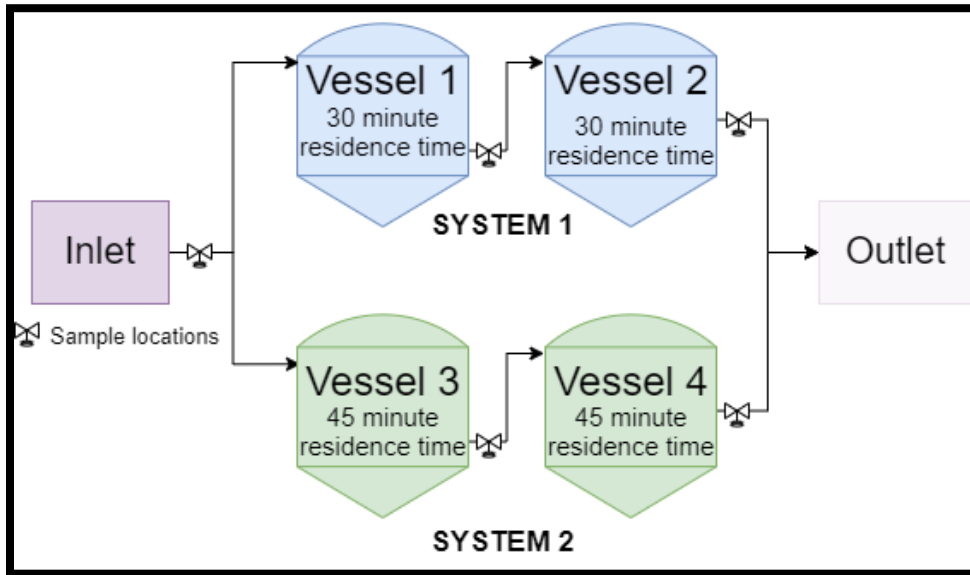 Vessel 1
30 minute
residence time
Vessel 2
30 minute
residence time
SYSTEM 1
Inlet
Outlet
Sample locations
Vessel 3
45 minute
residence time
Vessel 4
45 minute
residence time
SYSTEM 2